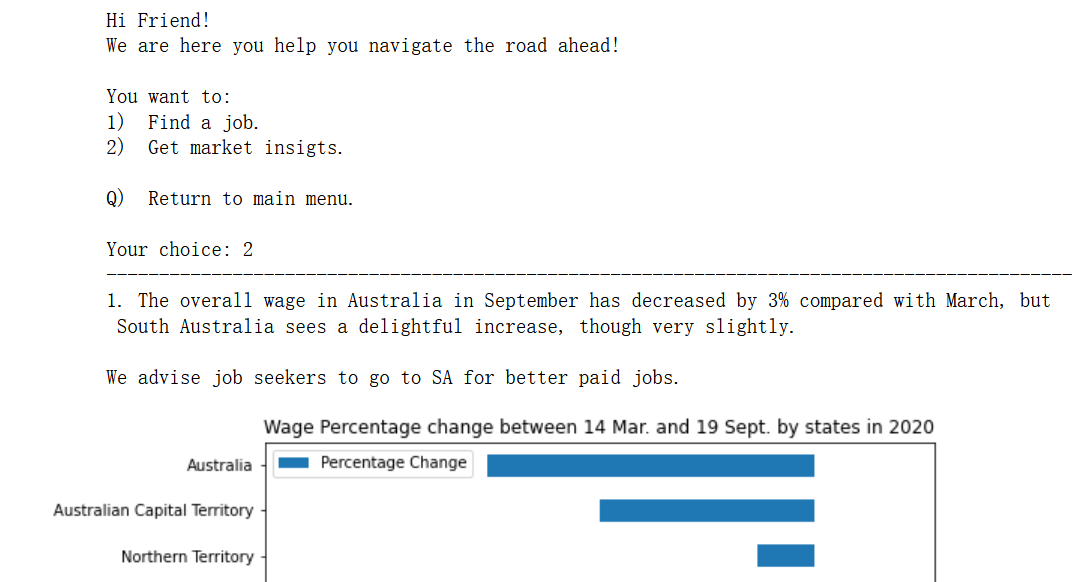 Hi Friend!
We are here you help you navigate the road ahead!
You want to:
1)  Find a job.
2)  Get market insigts.
Q)  Return to main menu.
Your choice: 2
--------------------------------------------------------------------------------------------
1. The overall wage in Australia in September has decreased by 3% compared with March, but
South Australia sees a delightful increase, though very slightly.
We advise job seekers to go to SA for better paid jobs.
Wage Percentage change between 14 Mar. and 19 Sept. by states in 2020
Percentage Change
Australia
Australian Capital Territory
Northern Territory